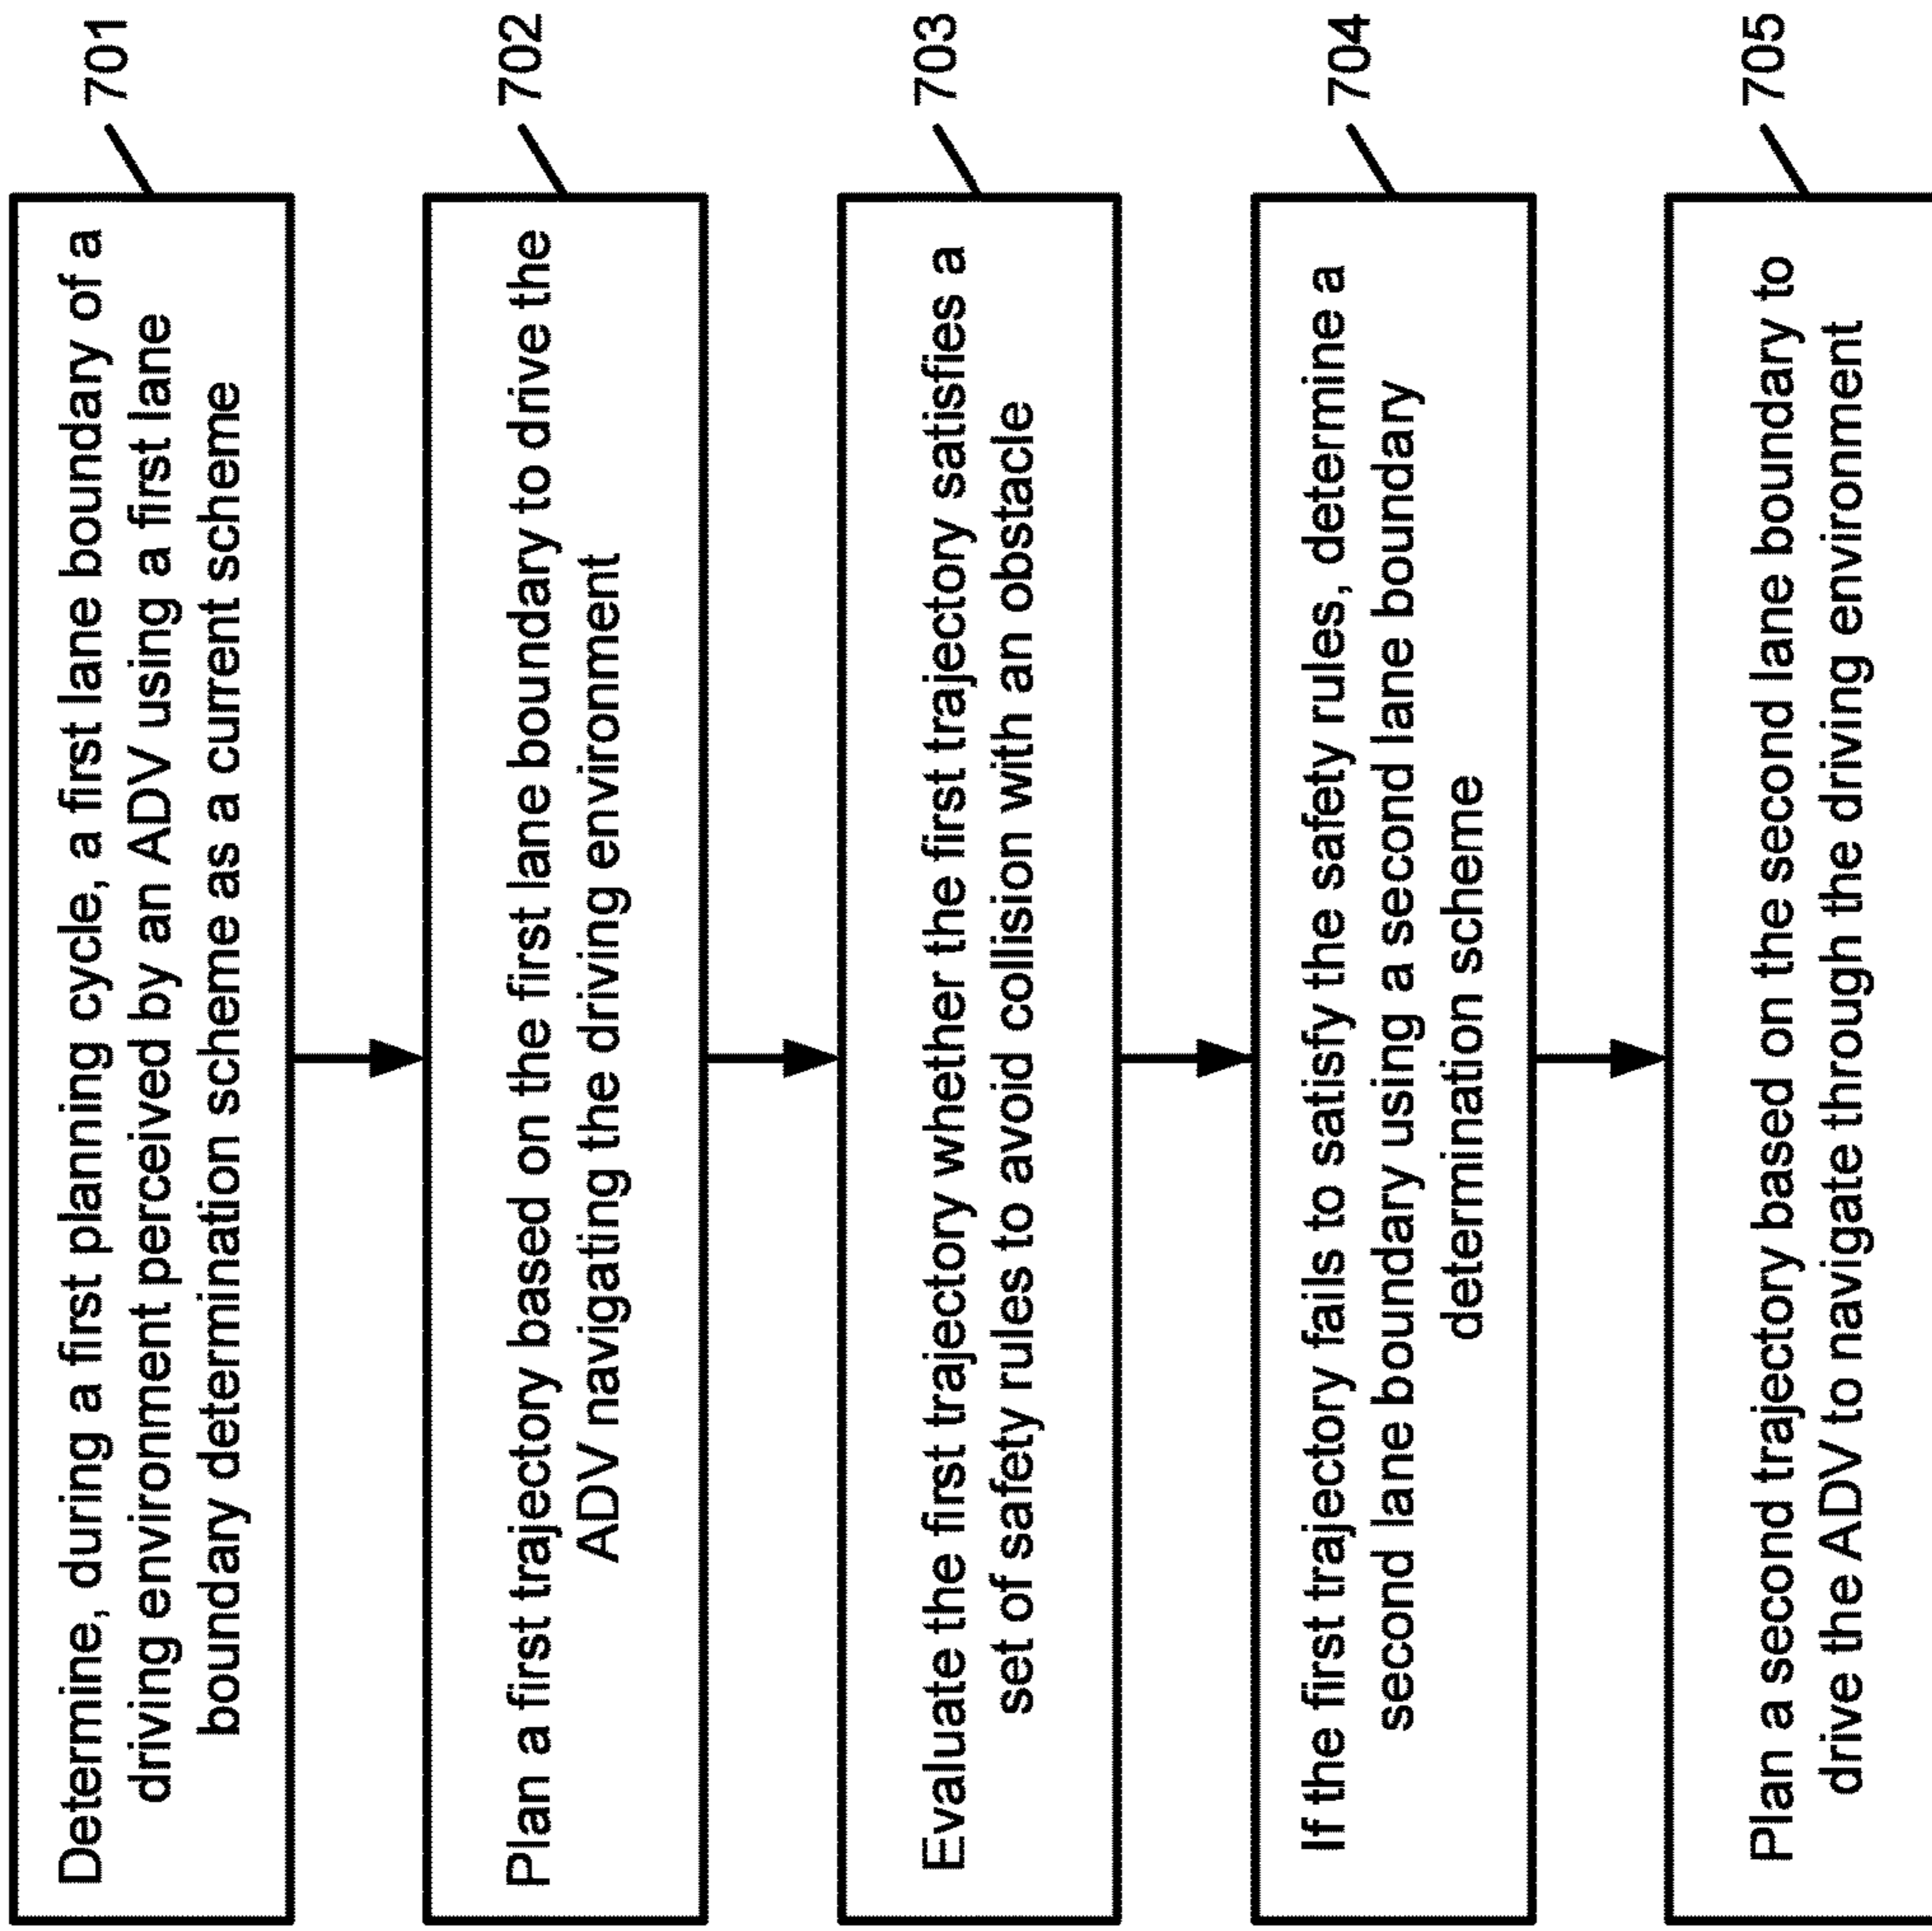 Determine, during a first planning cycle, a first lane boundary of a
driving environment perceived by an ADV using a first lane
boundary determination scheme as a current scheme
701
Plan a first trajectory based on the first lane boundary to drive the
ADV navigating the driving environment
702
Evaluate the first trajectory whether the first trajectory satisfies a
set of safety rules to avoid collision with an obstacle
703
If the first trajectory fails to satisfy the safety rules, determine a
second lane boundary using a second lane boundary
determination scheme
704
Plan a second trajectory based on the second lane boundary to
drive the ADV to navigate through the driving environment
705